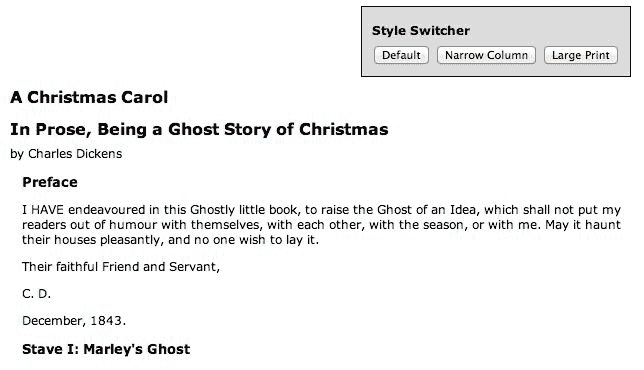 Style Switcher
Default Narrow Column Large Print
A Christmas Carol
In Prose, Being a Ghost Story of Christmas
by Charles Dickens
Preface
I HAVE endeavoured in this Ghostly little book, to raise the Ghost of an Idea, which shall not put my
readers out of humour with themselves, with each other, with the season, or with me. May it haunt
their houses pleasantly, and no one wish to lay it.
Their faithful Friend and Servant,
C. D.
December, 1843.
Stave I: Marley's Ghost